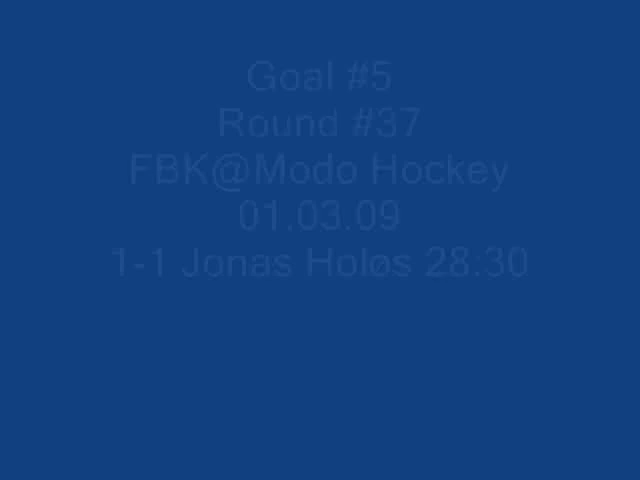 Goal #5
Round #37
FBK@Modo Hockey
01.03.09
1-1 Jonas Holøs 28:30